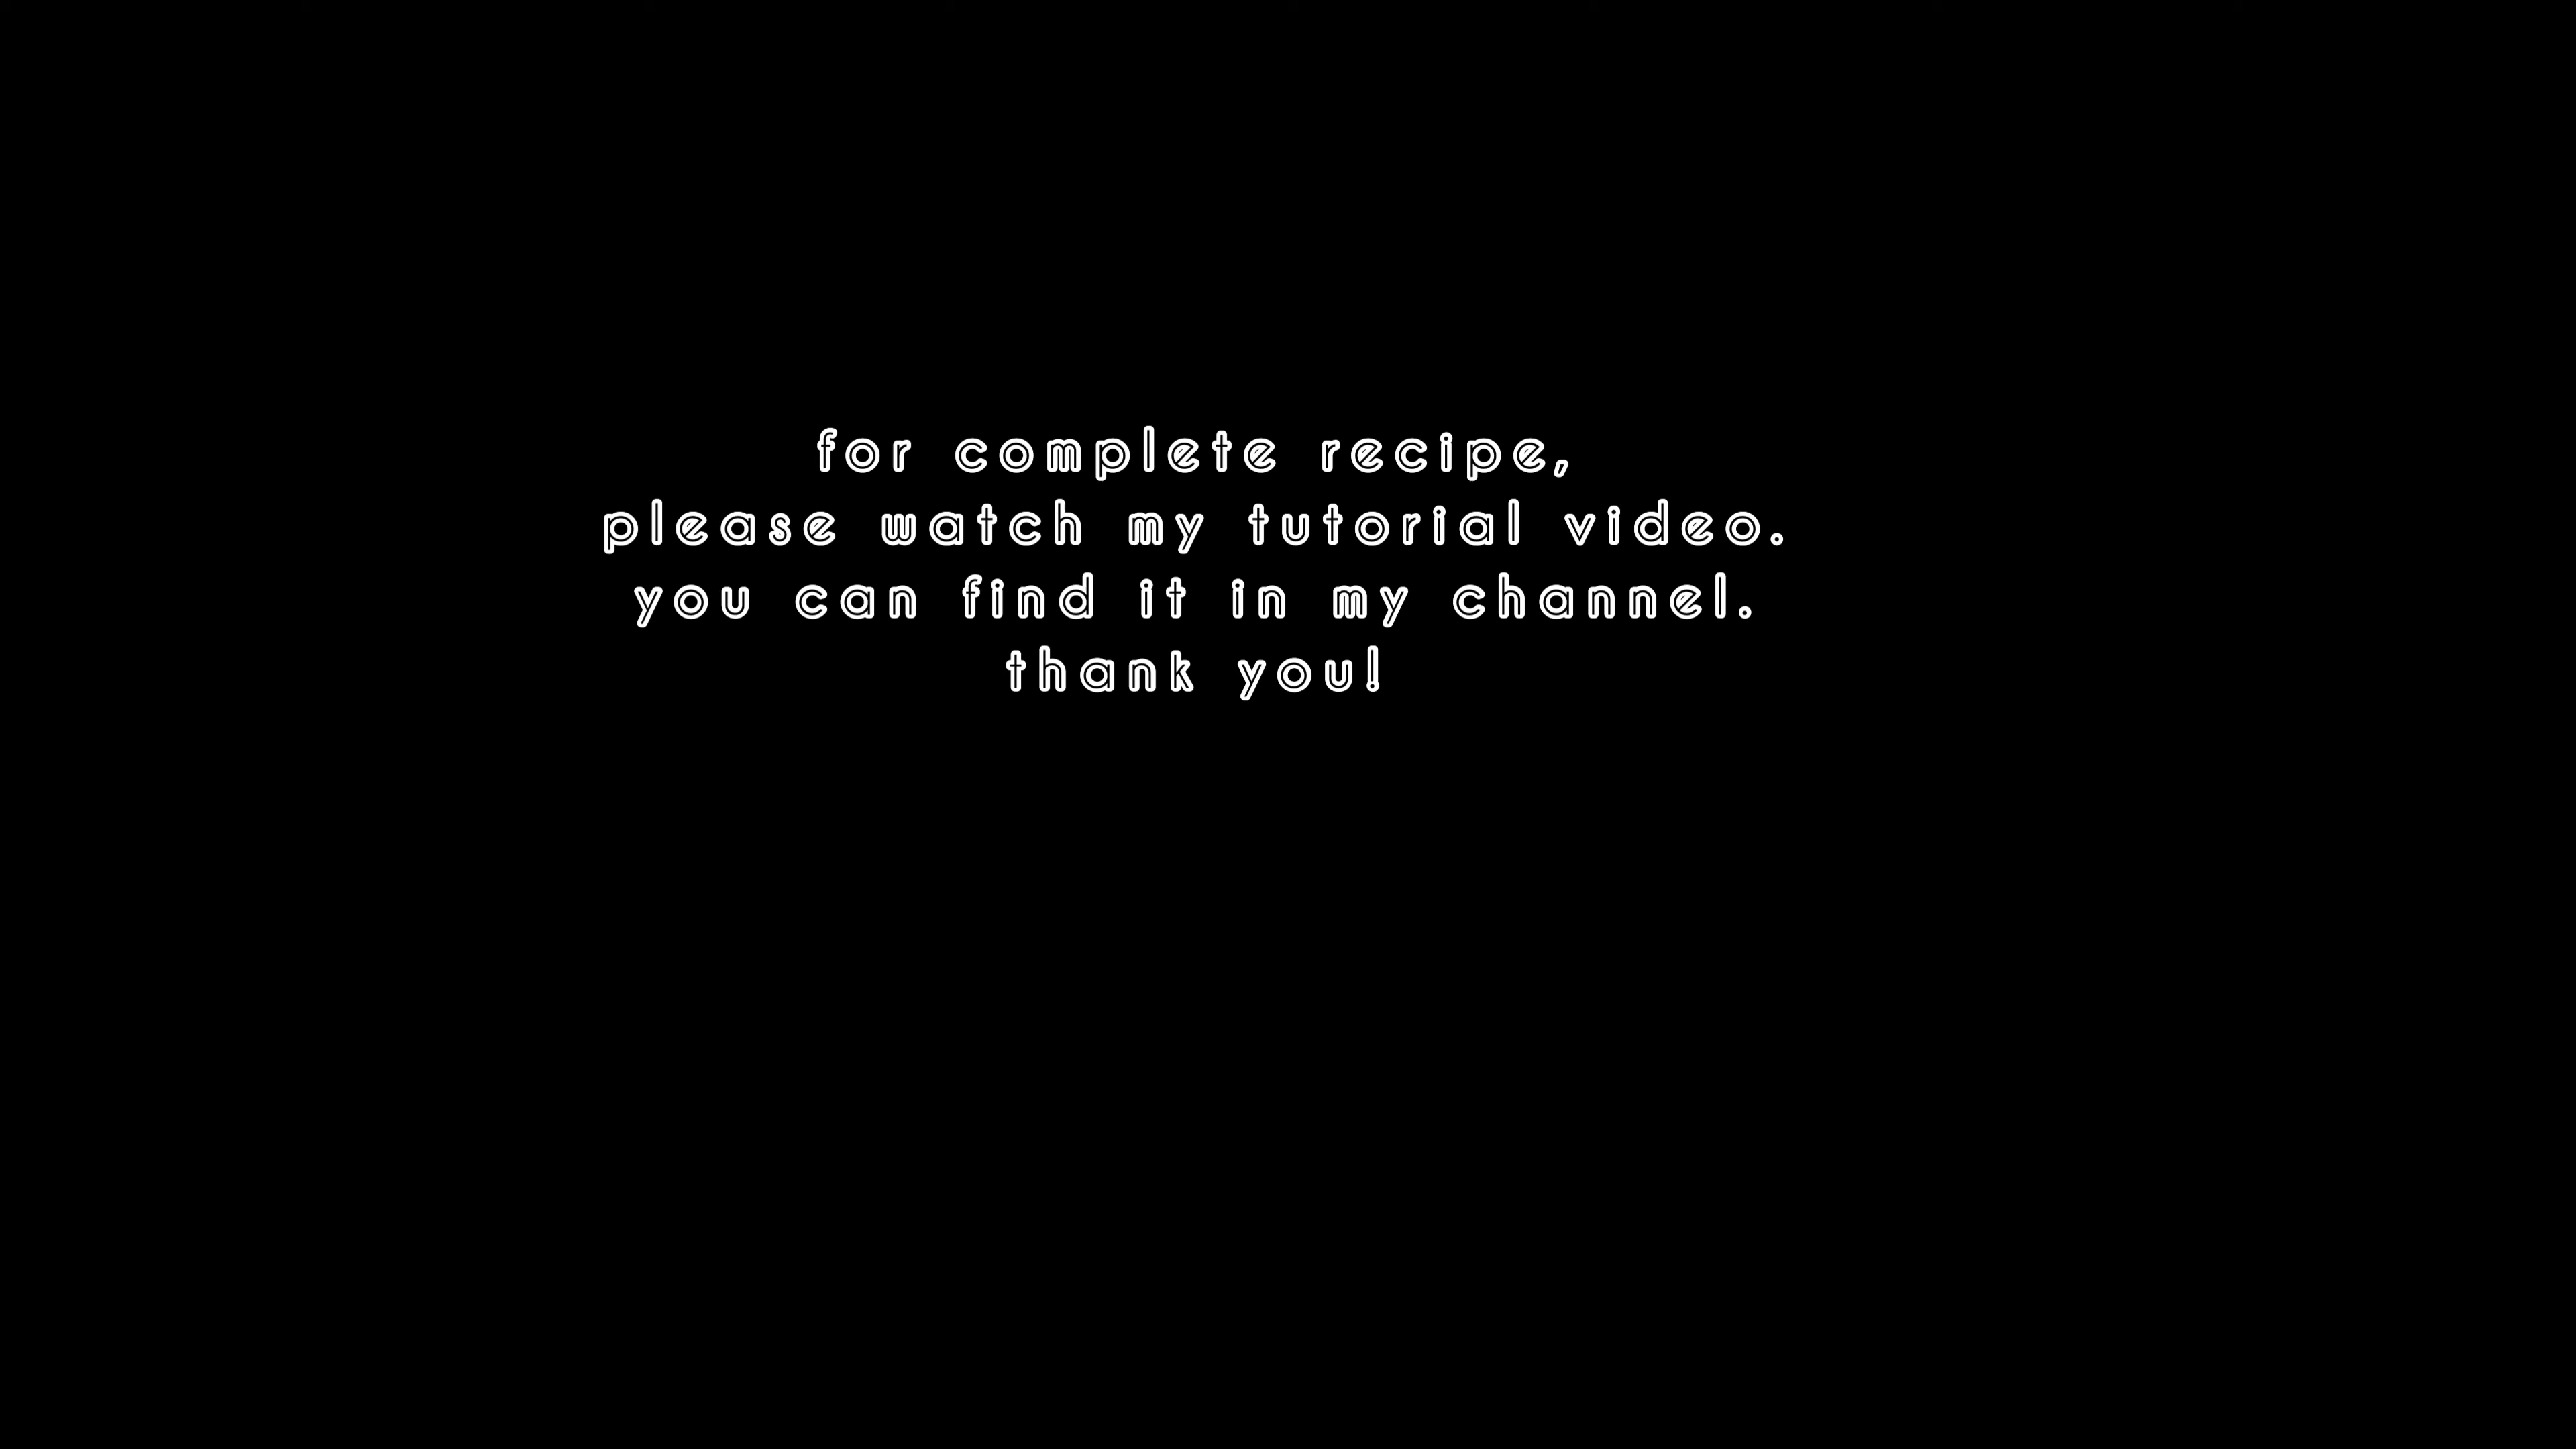 for complete recipe,
please watch my tutorial video.
you can find it in my channel.
thank you!